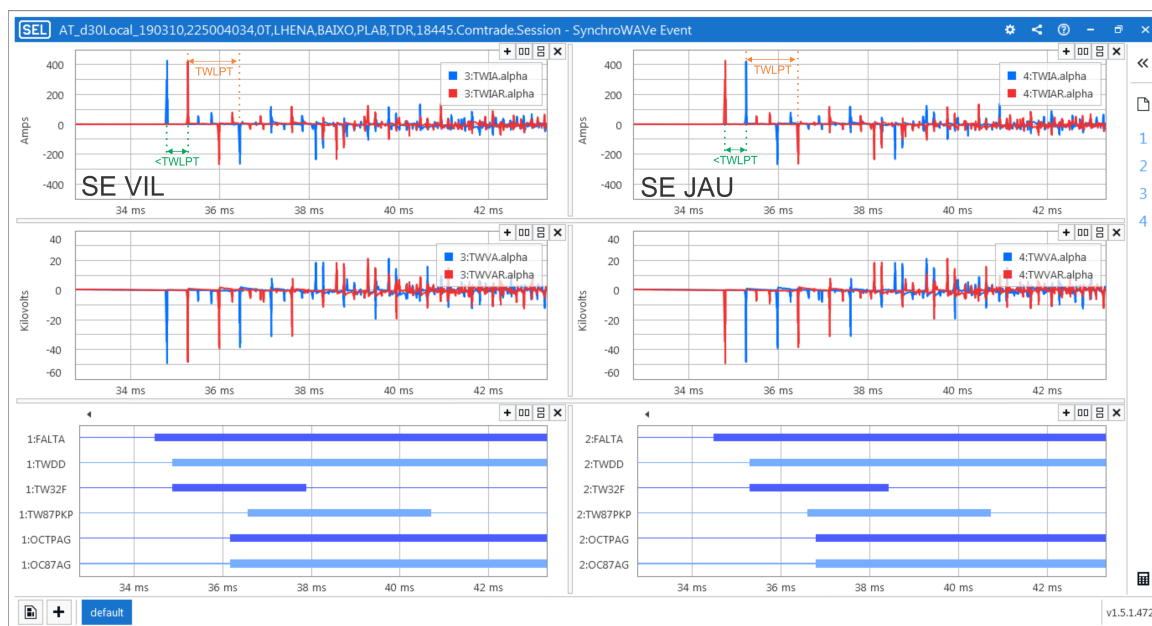 SEL AT_d30Local_190310,225004034,0T,LHENA,BAIXO,PLAB,TDR,18445.Comtrade.Session - SynchroWAVe Event
400
200
0
-200
-400
Amps
TWLPT
<TWLPT
3:TWIA.alpha
3:TWIAR.alpha
SE VIL
34 ms 36 ms 38 ms 40 ms 42 ms
400
200
0
-200
-400
Amps
TWLPT
<TWLPT
4:TWIA.alpha
4:TWIAR.alpha
SE JAU
34 ms 36 ms 38 ms 40 ms 42 ms
1
2
3
4
40
20
0
-20
-40
-60
Kilovolts
3:TWVA.alpha
3:TWVAR.alpha
34 ms 36 ms 38 ms 40 ms 42 ms
40
20
0
-20
-40
-60
Kilovolts
4:TWVA.alpha
4:TWVAR.alpha
34 ms 36 ms 38 ms 40 ms 42 ms
1:FALTA
1:TWDD
1:TW32F
1:TW87PKP
1:OCTPAG
1:OC87AG
34 ms 36 ms 38 ms 40 ms 42 ms
2:FALTA
2:TWDD
2:TW32F
2:TW87PKP
2:OCTPAG
2:OC87AG
34 ms 36 ms 38 ms 40 ms 42 ms
default
v1.5.1.472